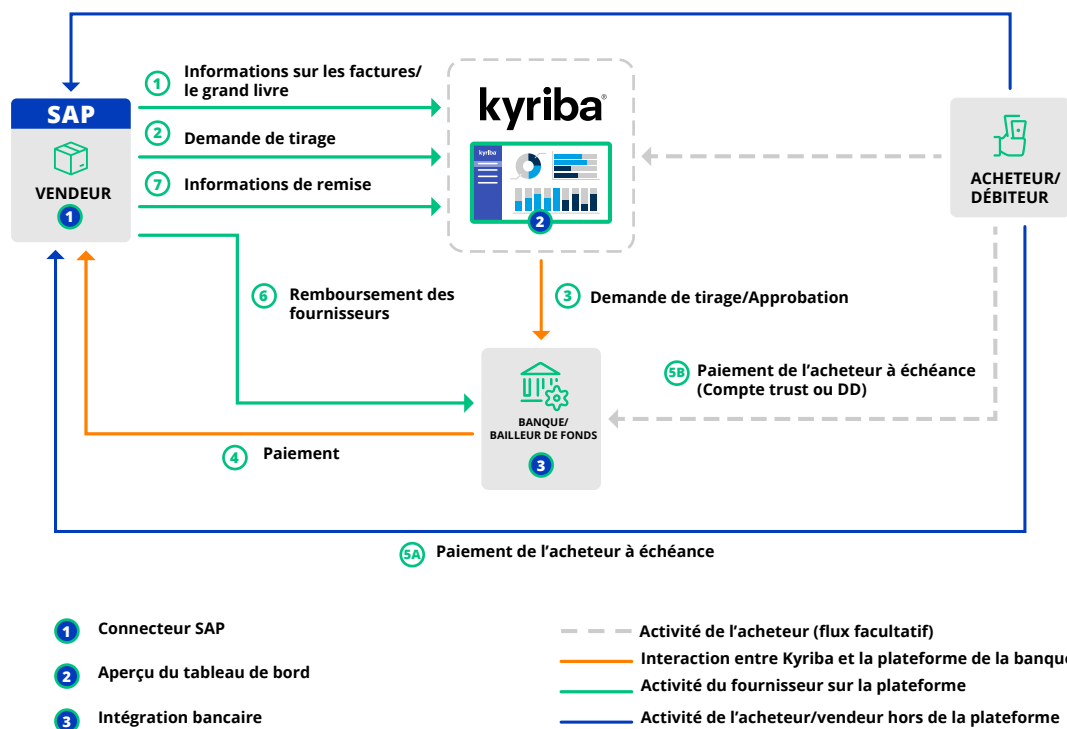 1
Informations sur les factures/
le grand livre
SAP
VENDEUR
1
2
Demande de tirage
7
Informations de remise
kyriba®
kyriba
2
ACHETEUR/
DÉBITEUR
6
Remboursement des
fournisseurs
3
Demande de tirage/Approbation
BANQUE/
BAILLEUR DE FONDS
3
5B
Paiement de l’acheteur à échéance
(Compte trust ou DD)
4
Paiement
5A
Paiement de l’acheteur à échéance
1
Connecteur SAP
2
Aperçu du tableau de bord
3
Intégration bancaire
Activité de l’acheteur (flux facultatif)
Interaction entre Kyriba et la plateforme de la banque
Activité du fournisseur sur la plateforme
Activité de l’acheteur/vendeur hors de la plateforme